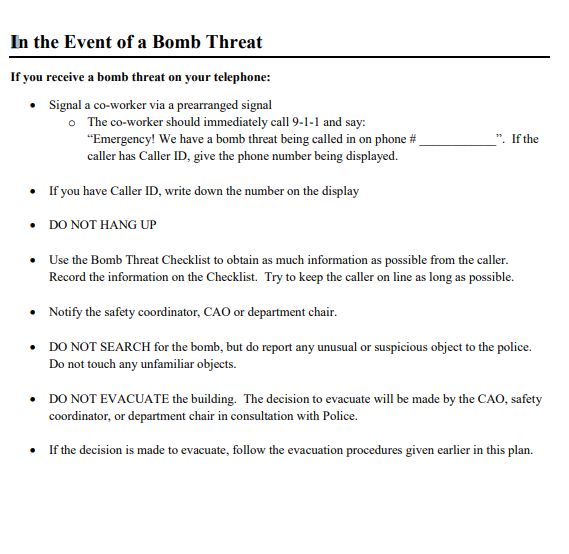 In the Event of a Bomb Threat
If you receive a bomb threat on your telephone:
• Signal a co-worker via a prearranged signal
o The co-worker should immediately call 9-1-1 and say:
“Emergency! We have a bomb threat being called in on phone # ____________”. If the
caller has Caller ID, give the phone number being displayed.
• If you have Caller ID, write down the number on the display
• DO NOT HANG UP
• Use the Bomb Threat Checklist to obtain as much information as possible from the caller.
Record the information on the Checklist. Try to keep the caller on line as long as possible.
• Notify the safety coordinator, CAO or department chair.
• DO NOT SEARCH for the bomb, but do report any unusual or suspicious object to the police.
Do not touch any unfamiliar objects.
• DO NOT EVACUATE the building. The decision to evacuate will be made by the CAO, safety
coordinator, or department chair in consultation with Police.
• If the decision is made to evacuate, follow the evacuation procedures given earlier in this plan.